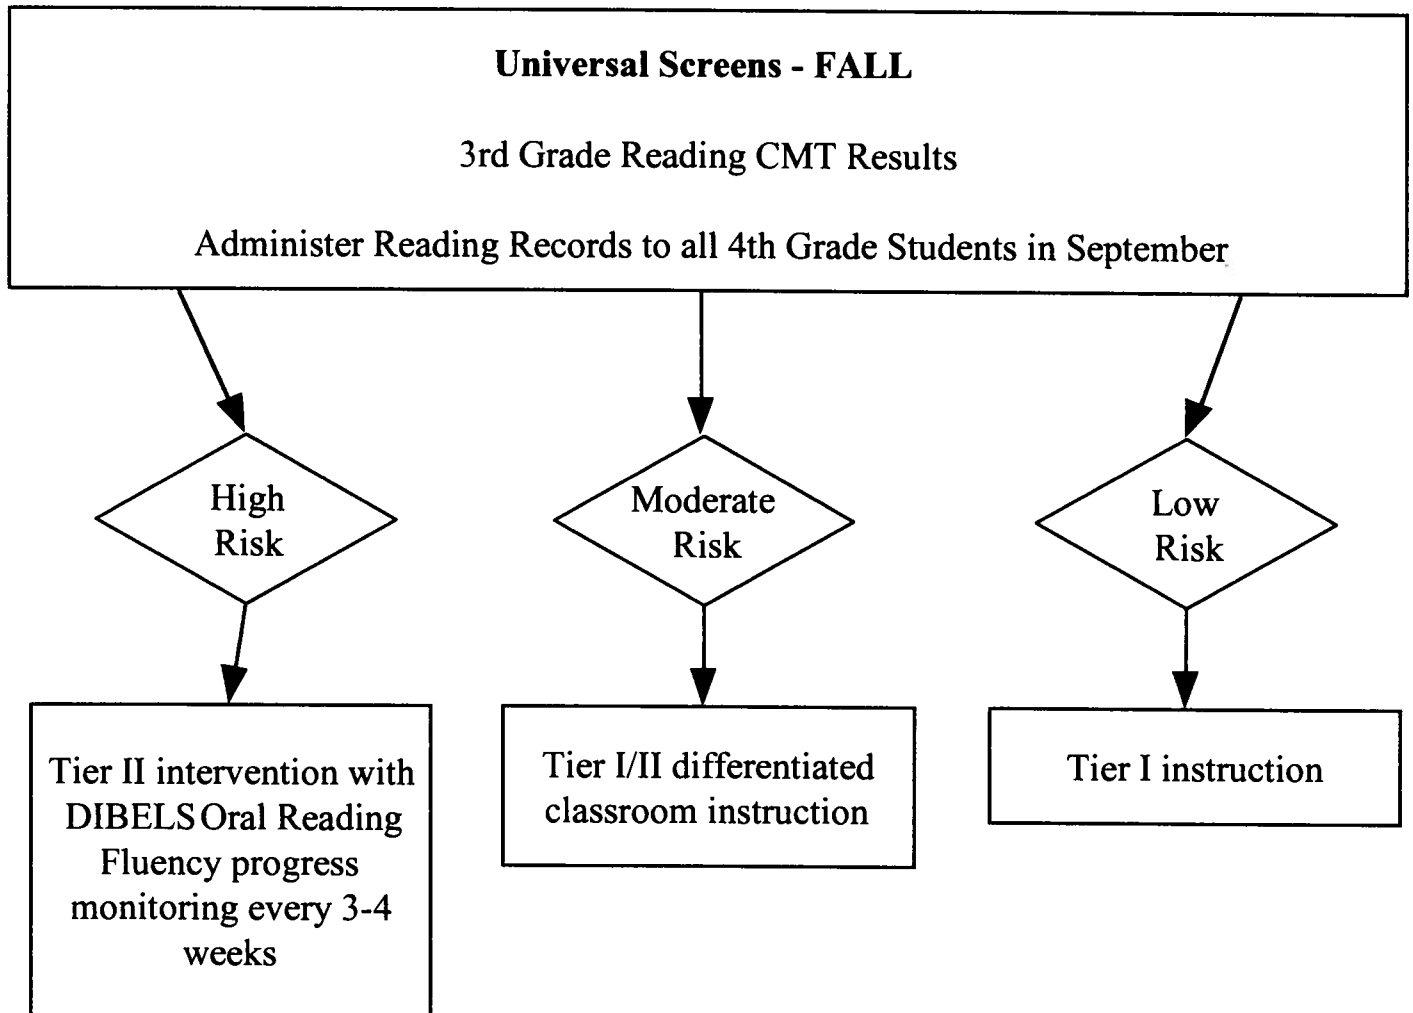 Universal Screens - FALL
3rd Grade Reading CMT Results
Administer Reading Records to all 4th Grade Students in September
High
Risk
Moderate
Risk
Low
Risk
Tier II intervention with
DIBELS Oral Reading
Fluency progress
monitoring every 3-4
weeks
Tier I/II differentiated
classroom instruction
Tier I instruction